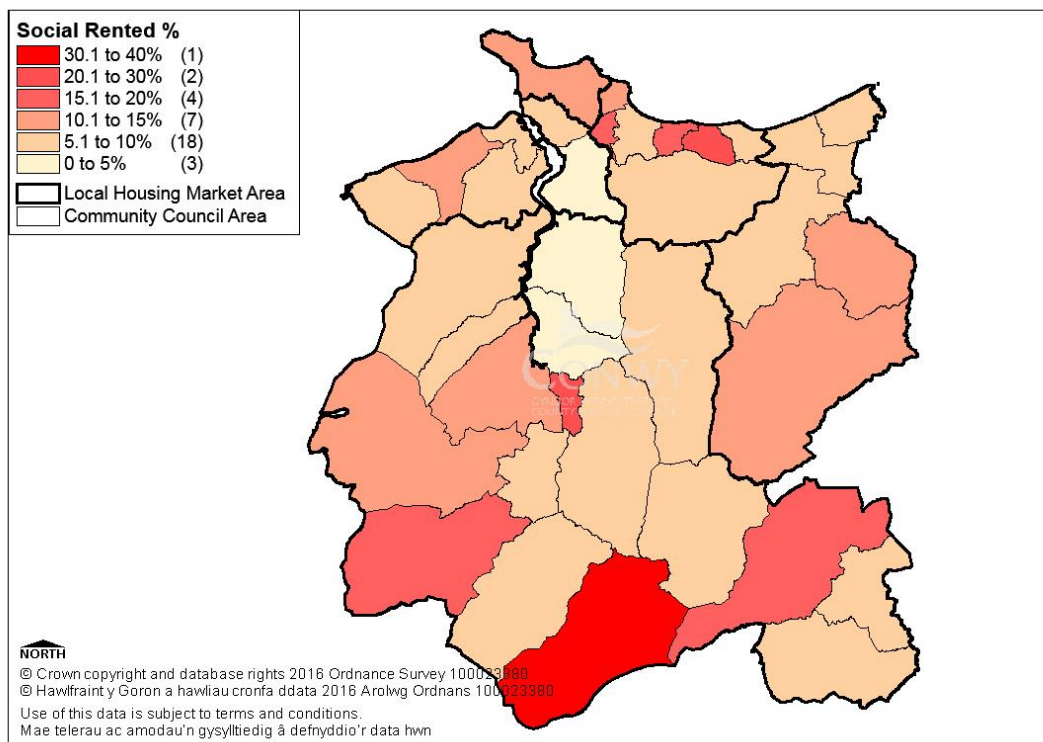 Social Rented %
30.1 to 40% (1)
20.1 to 30% (2)
15.1 to 20% (4)
10.1 to 15% (7)
5.1 to 10% (18)
0 to 5% (3)
Local Housing Market Area
Community Council Area
CONWY
NORTH
© Crown copyright and database rights 2016 Ordnance Survey 100023380
© Hawlfraint y Goron a hawliau cronfa ddata 2016 Arolwg Ordnans 100023380
Use of this data is subject to terms and conditions.
Mae telerau ac amodau'n gysylltiedig â defnyddio'r data hwn